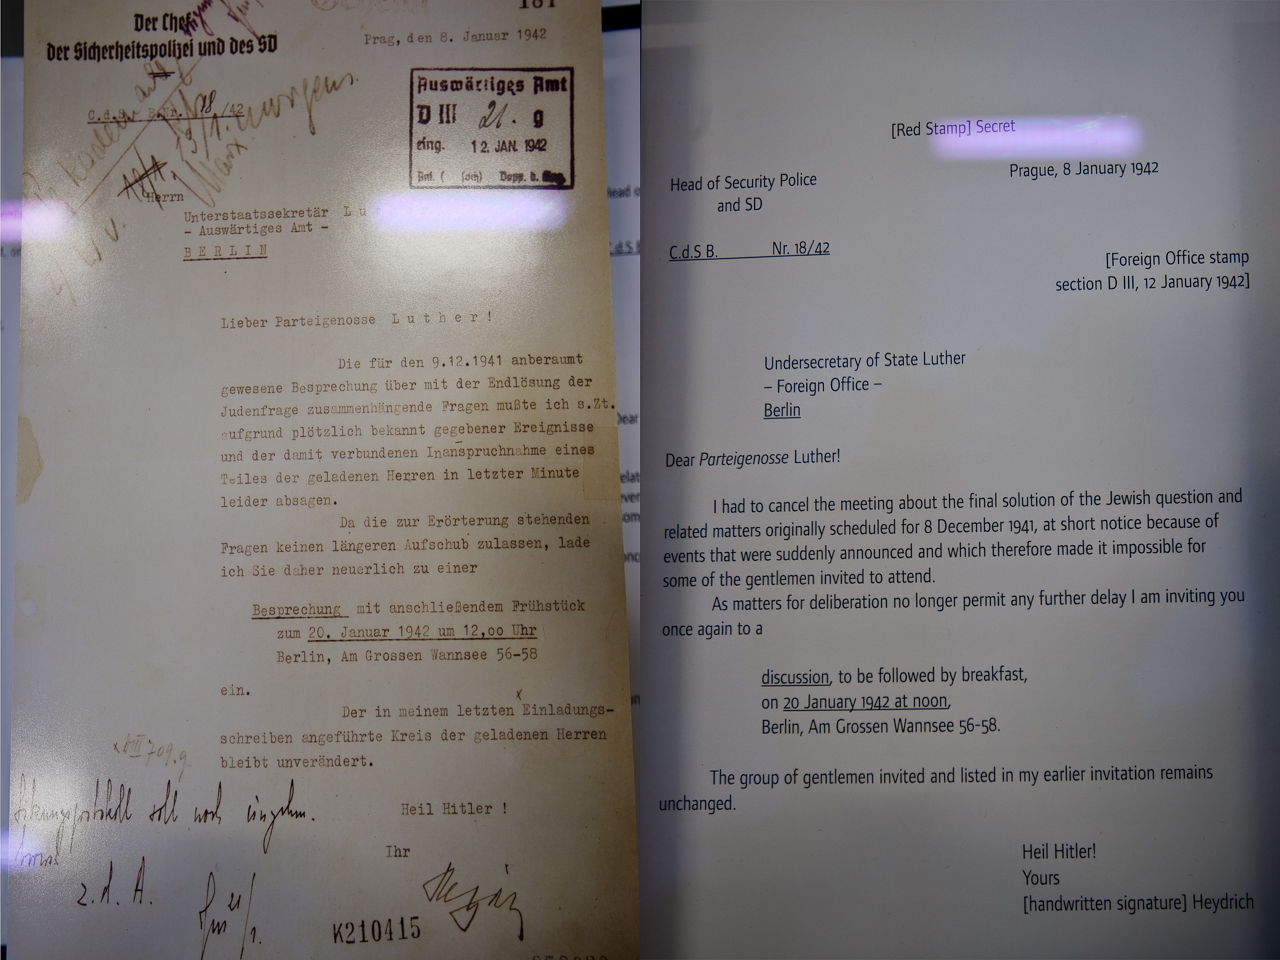 Der Chef
der Sicherheitspolizei und des SD
181
Prag, den 8. Januar 1942
C.d.S. /42
Auswärtiges Amt
D III 21. g
eing. 12. JAN. 1942
Herrn
Unterstaatssekretär
- Auswärtiges Amt -
BERLIN
Lieber Parteigenosse Luther!
Die für den 9.12.1941 anberaumt
gewesene Besprechung über mit der Endlösung der
Judenfrage zusammenhängende Fragen mußte ich s.Zt.
aufgrund plötzlich bekannt gegebener Ereignisse
und der damit verbundenen Inanspruchnahme eines
Teiles der geladenen Herren in letzter Minute
leider absagen.
Da die zur Erörterung stehenden
Fragen keinen längeren Aufschub zulassen, lade
ich Sie daher neuerlich zu einer
Besprechung mit anschließendem Frühstück
zum 20. Januar 1942 um 12,oo Uhr
Berlin, Am Grossen Wannsee 56-58
ein.
Der in meinem letzten Einladungs-
schreiben angeführte Kreis der geladenen Herren
bleibt unverändert.
Heil Hitler !
Ihr
soll noch eingehen.
z.d.A.
K210415
[Red Stamp] Secret
Prague, 8 January 1942
Head of Security Police
and SD
C.d.S B. Nr. 18/42
[Foreign Office stamp
section D III, 12 January 1942]
Undersecretary of State Luther
– Foreign Office –
Berlin
Dear Parteigenosse Luther!
I had to cancel the meeting about the final solution of the Jewish question and
related matters originally scheduled for 8 December 1941, at short notice because of
events that were suddenly announced and which therefore made it impossible for
some of the gentlemen invited to attend.
As matters for deliberation no longer permit any further delay I am inviting you
once again to a
discussion, to be followed by breakfast,
on 20 January 1942 at noon,
Berlin, Am Grossen Wannsee 56-58.
The group of gentlemen invited and listed in my earlier invitation remains
unchanged.
Heil Hitler!
Yours
[handwritten signature] Heydrich